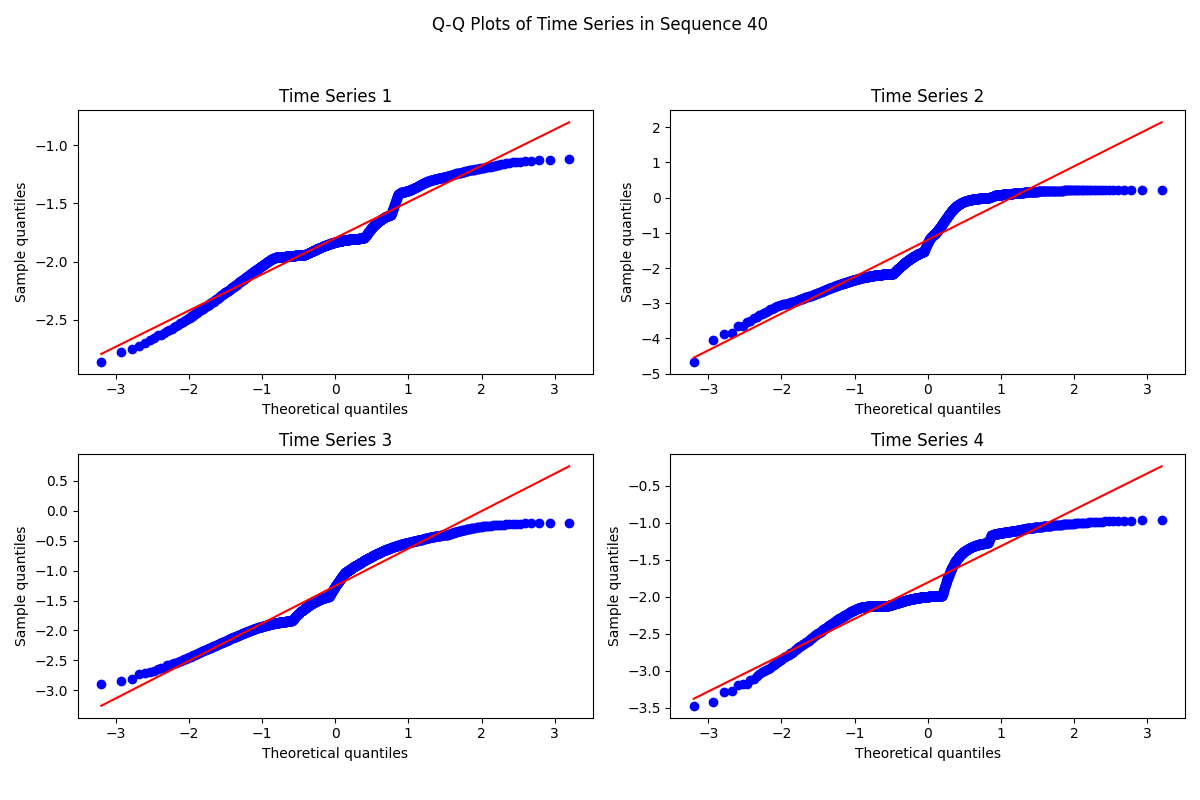 Q-Q Plots of Time Series in Sequence 40
Time Series 1
Sample quantiles
−1.0
−1.5
−2.0
−2.5
−3 −2 −1 0 1 2 3
Theoretical quantiles
Time Series 2
Sample quantiles
2
1
0
−1
−2
−3
−4
−5
−3 −2 −1 0 1 2 3
Theoretical quantiles
Time Series 3
Sample quantiles
0.5
0.0
−0.5
−1.0
−1.5
−2.0
−2.5
−3.0
−3 −2 −1 0 1 2 3
Theoretical quantiles
Time Series 4
Sample quantiles
−0.5
−1.0
−1.5
−2.0
−2.5
−3.0
−3.5
−3 −2 −1 0 1 2 3
Theoretical quantiles